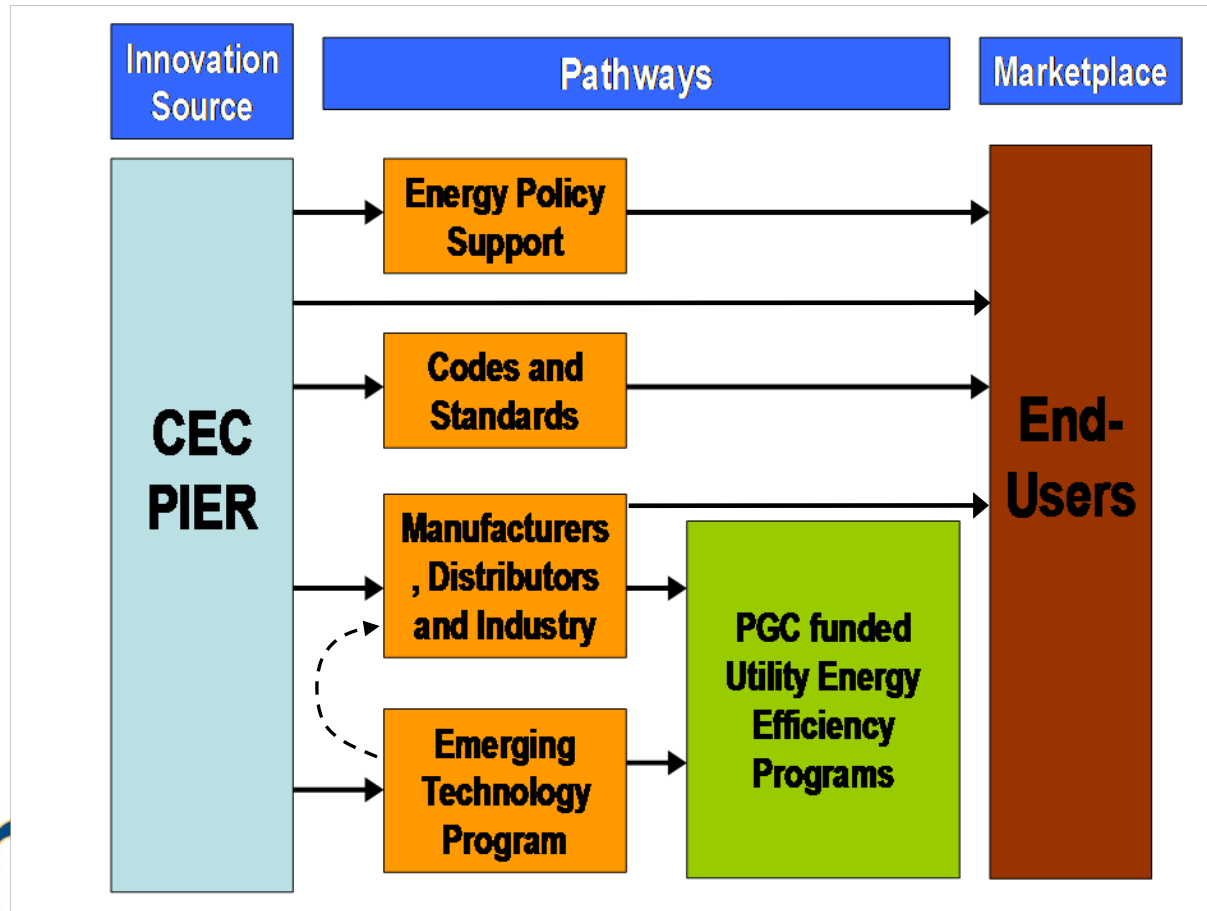 Innovation
Source
Pathways
Marketplace
CEC
PIER
Energy Policy
Support
Codes and
Standards
Manufacturers
, Distributors
and Industry
Emerging
Technology
Program
PGC funded
Utility Energy
Efficiency
Programs
End-
Users